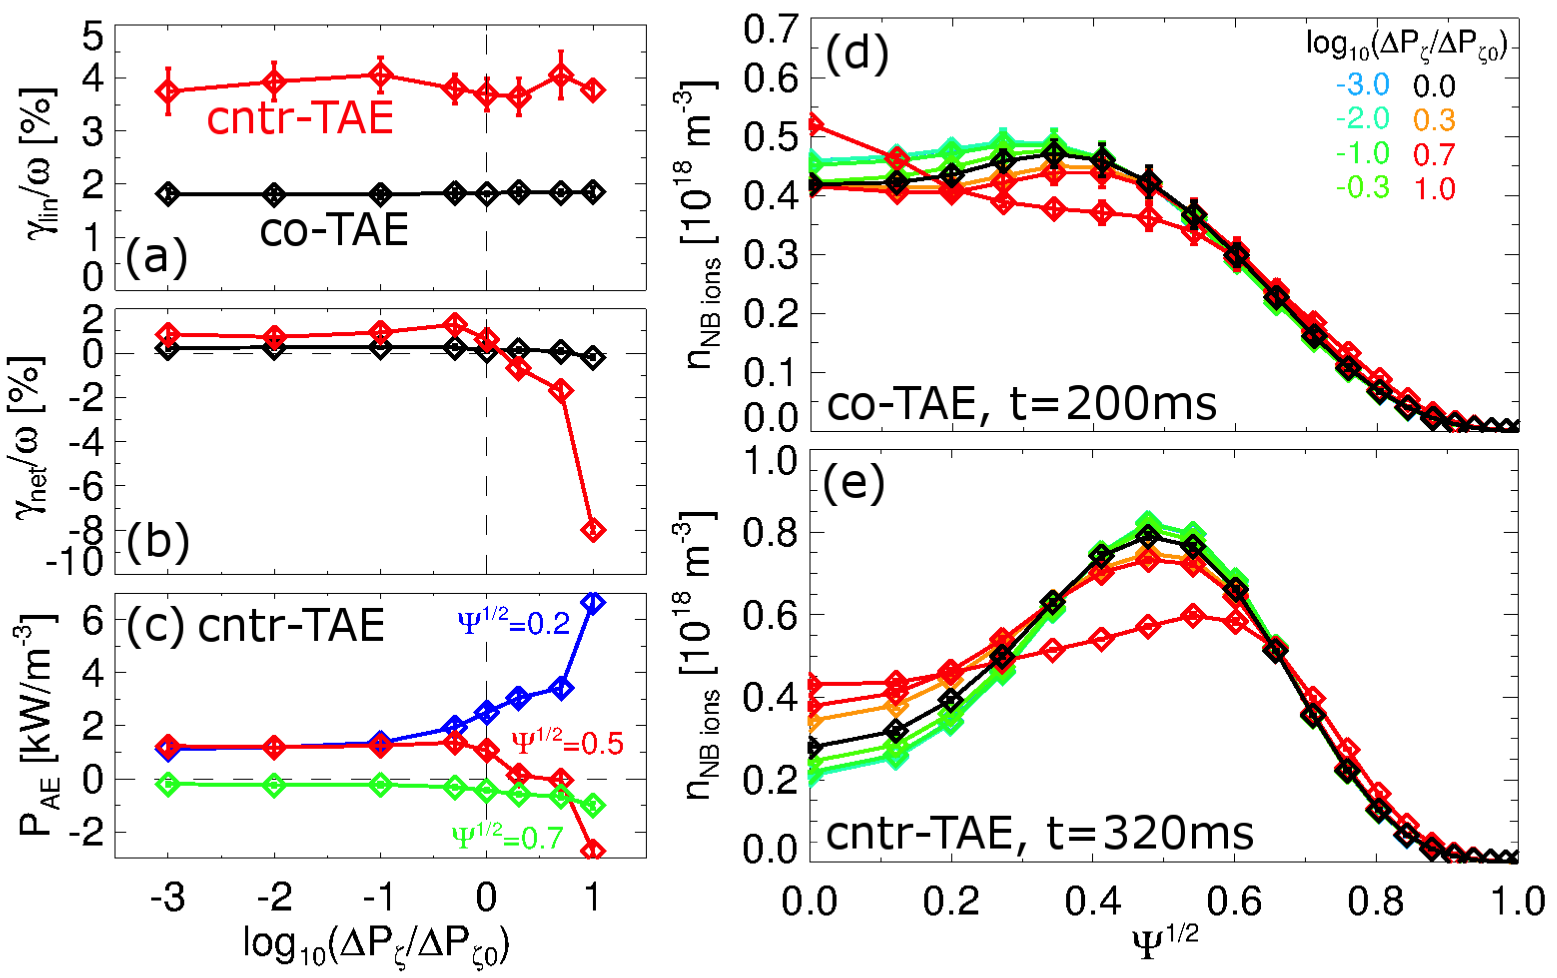 5
4
3
2
1
0
γlin/ω [%]
cntr-TAE
co-TAE
(a)
2
0
-2
-4
-6
-8
-10
γnet/ω [%]
(b)
6
4
2
0
-2
PAE [kW/m-3]
(c) cntr-TAE
Ψ1/2=0.2
Ψ1/2=0.5
Ψ1/2=0.7
-3 -2 -1 0 1
log10(ΔPζ/ΔPζ0)
0.7
0.6
0.5
0.4
0.3
0.2
0.1
0.0
nNB ions [1018 m-3]
(d)
log10(ΔPζ/ΔPζ0)
-3.0 0.0
-2.0 0.3
-1.0 0.7
-0.3 1.0
co-TAE, t=200ms
1.0
0.8
0.6
0.4
0.2
0.0
nNB ions [1018 m-3]
(e)
cntr-TAE, t=320ms
0.0 0.2 0.4 0.6 0.8 1.0
Ψ1/2